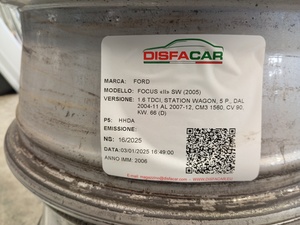 DISFACAR
MARCA: FORD
MODELLO: FOCUS «II» SW (2005)
VERSIONE: 1.6 TDCI, STATION WAGON, 5 P., DAL
2004-11 AL 2007-12, CM3 1560, CV 90,
KW. 66 (D)
PS: HHDA
EMISSIONE:
NG: 16/2025
DATA: 03/01/2025 16:49:00
ANNO IMM: 2006